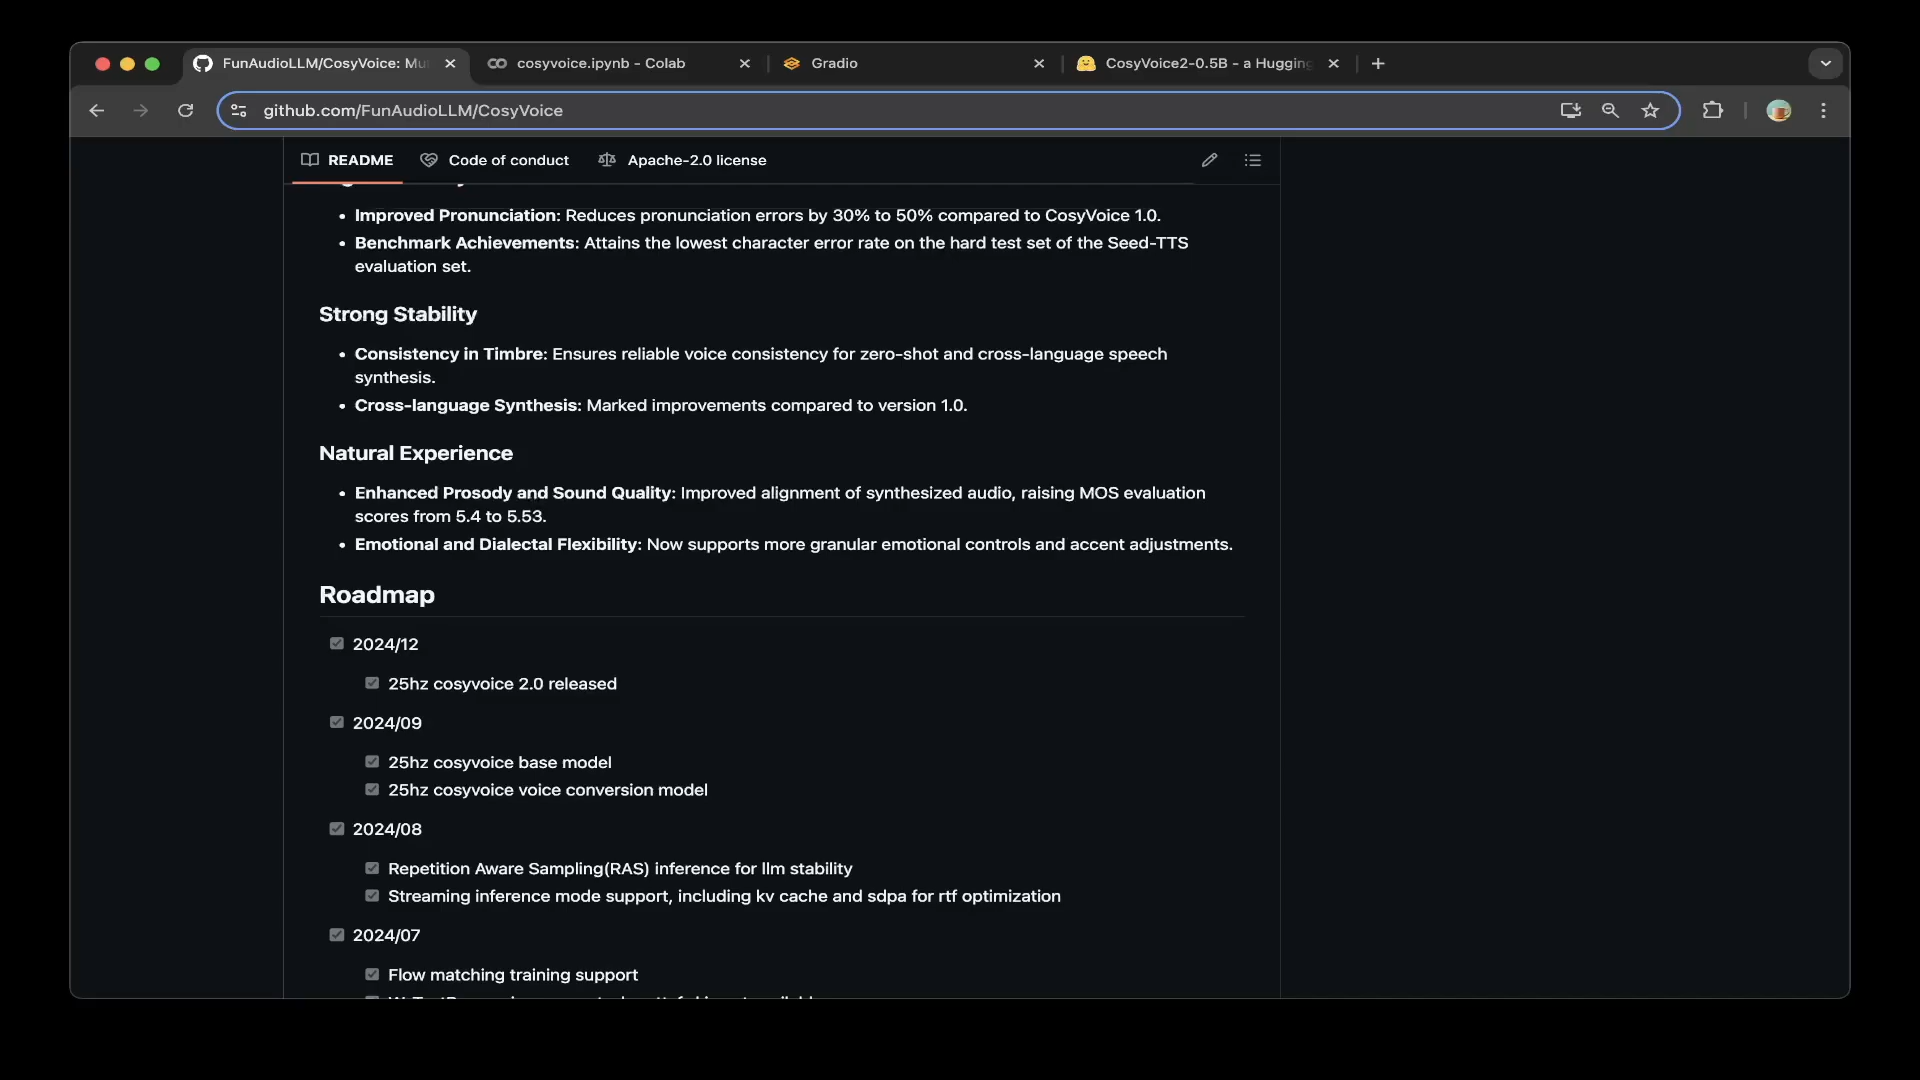 FunAudioLLM/CosyVoice: Mu
cosyvoice.ipynb - Colab
Gradio
CosyVoice2-0.5B - a Hugging
github.com/FunAudioLLM/CosyVoice
README
Code of conduct
Apache-2.0 license
Improved Pronunciation: Reduces pronunciation errors by 30% to 50% compared to CosyVoice 1.0.
Benchmark Achievements: Attains the lowest character error rate on the hard test set of the Seed-TTS
evaluation set.
Strong Stability
Consistency in Timbre: Ensures reliable voice consistency for zero-shot and cross-language speech
synthesis.
Cross-language Synthesis: Marked improvements compared to version 1.0.
Natural Experience
Enhanced Prosody and Sound Quality: Improved alignment of synthesized audio, raising MOS evaluation
scores from 5.4 to 5.53.
Emotional and Dialectal Flexibility: Now supports more granular emotional controls and accent adjustments.
Roadmap
2024/12
25hz cosyvoice 2.0 released
2024/09
25hz cosyvoice base model
25hz cosyvoice voice conversion model
2024/08
Repetition Aware Sampling(RAS) inference for llm stability
Streaming inference mode support, including kv cache and sdpa for rtf optimization
2024/07
Flow matching training support